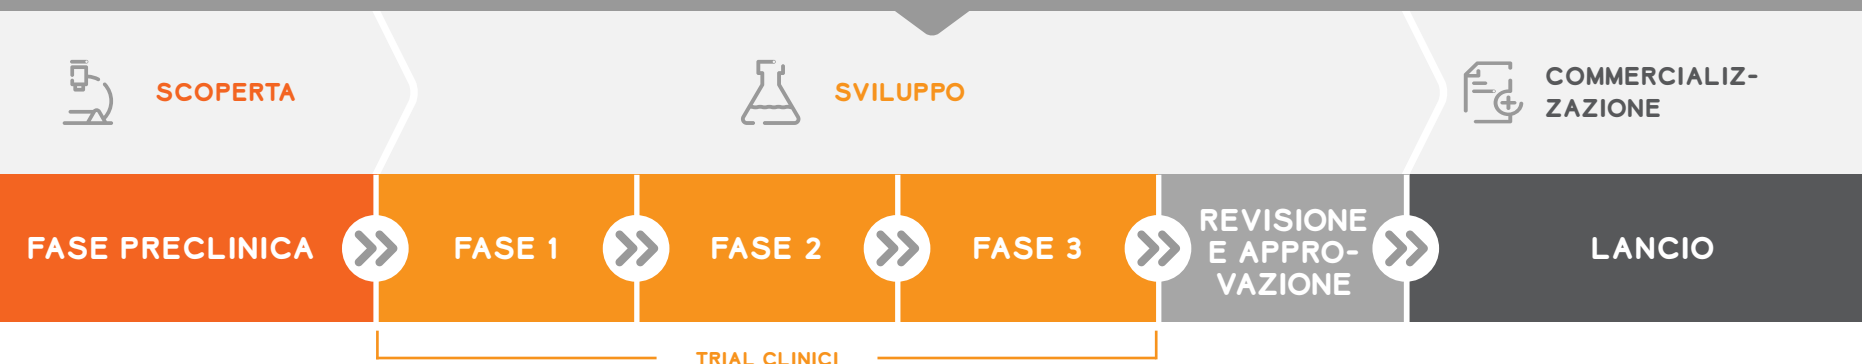 SCOPERTA
SVILUPPO
COMMERCIALIZ-
ZAZIONE
FASE PRECLINICA
FASE 1
FASE 2
FASE 3
REVISIONE
E APPRO-
VAZIONE
LANCIO
TRIAL CLINICI